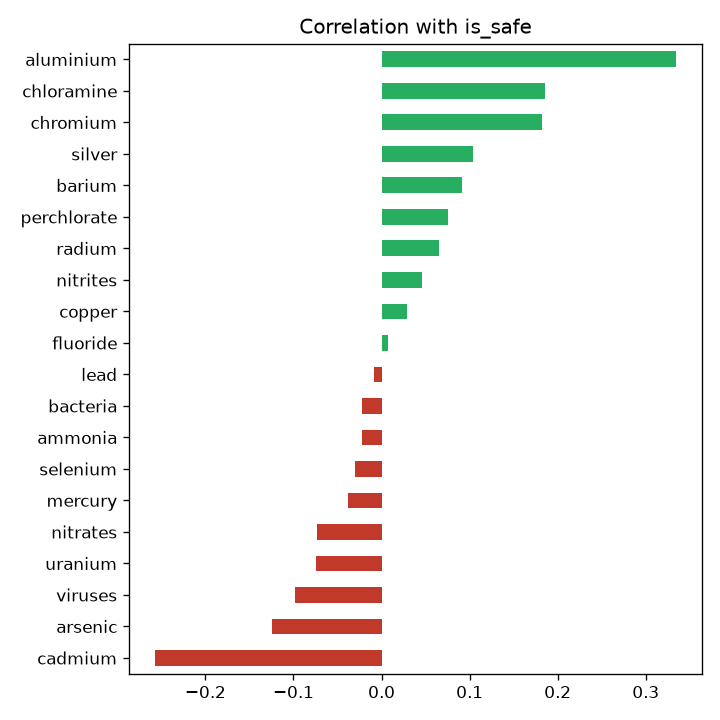 Correlation with is_safe
aluminium
chloramine
chromium
silver
barium
perchlorate
radium
nitrites
copper
fluoride
lead
bacteria
ammonia
selenium
mercury
nitrates
uranium
viruses
arsenic
cadmium
−0.2 −0.1 0.0 0.1 0.2 0.3